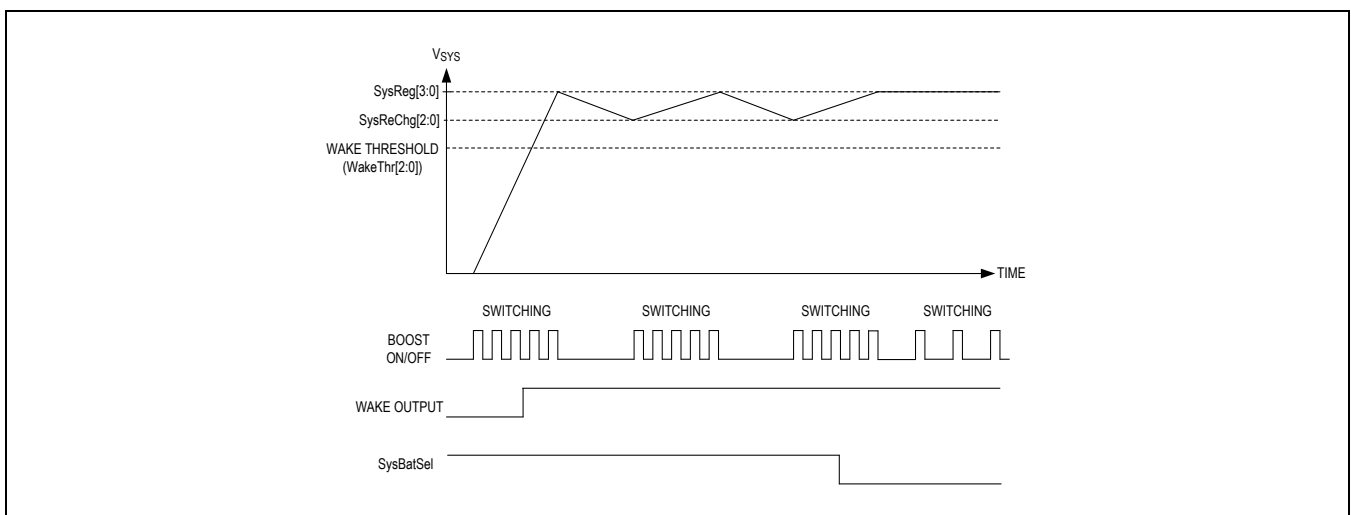 VSYS
SysReg[3:0]
SysReChg[2:0]
WAKE THRESHOLD
(WakeThr[2:0])
TIME
SWITCHING SWITCHING SWITCHING SWITCHING
BOOST
ON/OFF
WAKE OUTPUT
SysBatSel